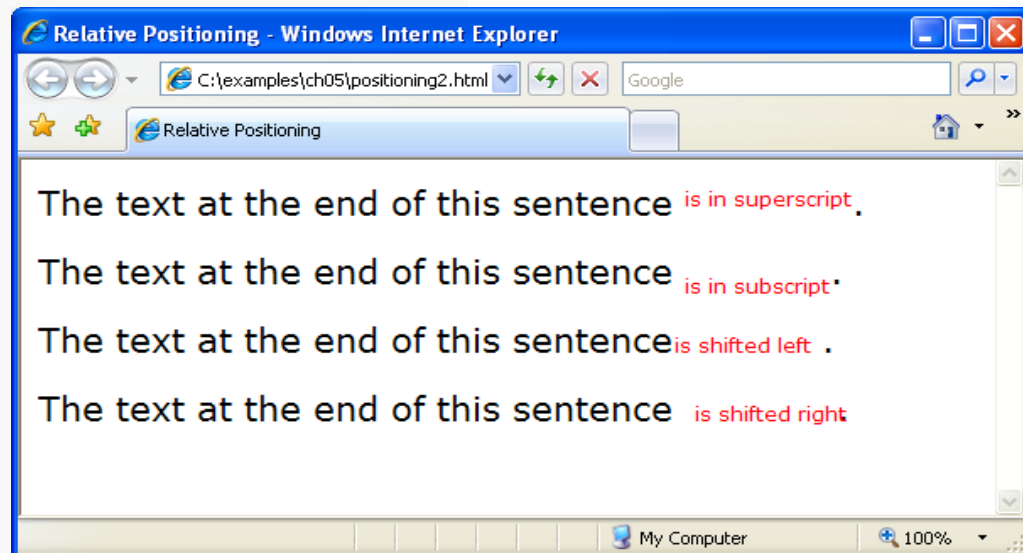 Relative Positioning - Windows Internet Explorer
C:\examples\ch05\positioning2.html
Google
Relative Positioning
The text at the end of this sentence is in superscript.
The text at the end of this sentence is in subscript.
The text at the end of this sentence is shifted left .
The text at the end of this sentence is shifted right.
My Computer
100%